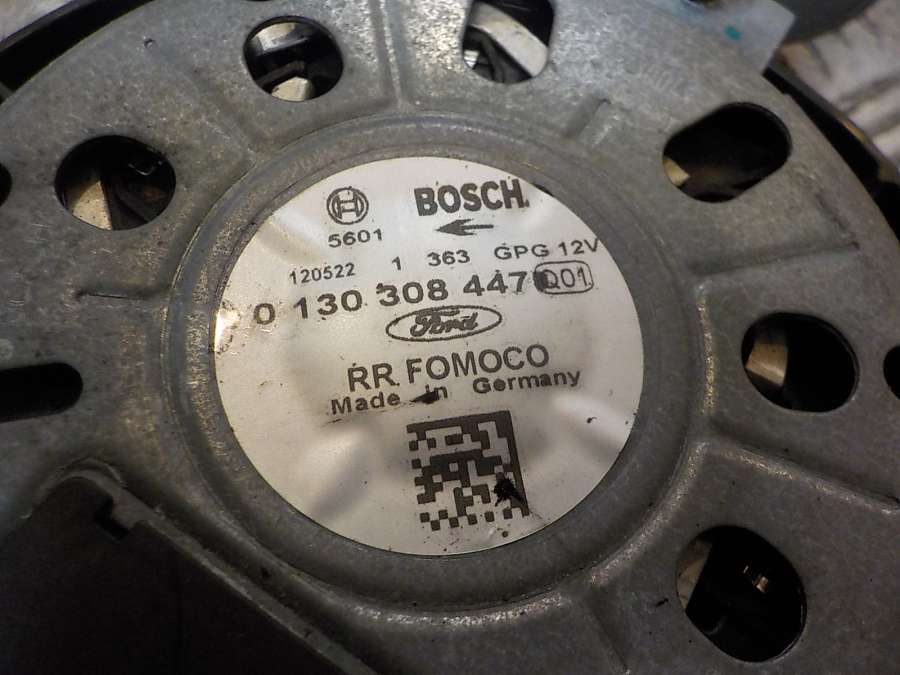 BOSCH
5601
120522 1 363 GPG 12V
0 130 308 447 Q01
Ford
RR FOMOCO
Made in Germany